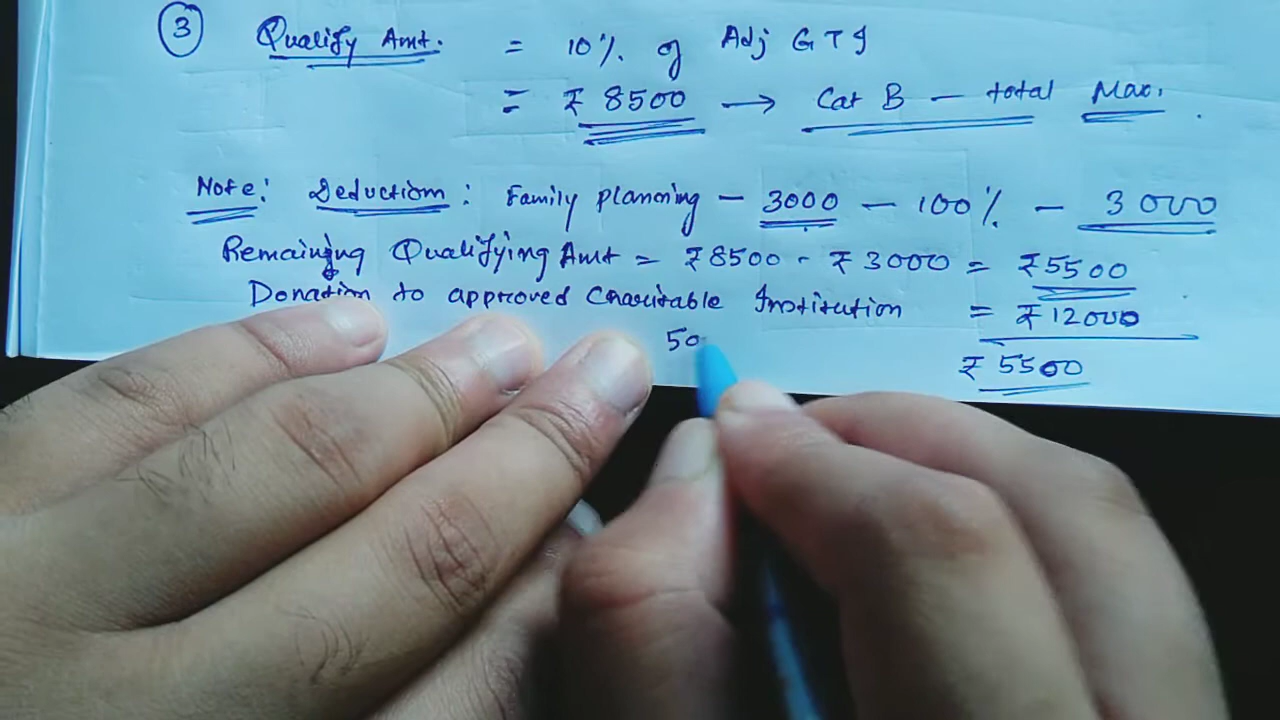 ③ Qualify Amt. = 10% of Adj GTI
= ₹ 8500 → Cat B – total Max.
Note: Deduction: Family planning – 3000 – 100% – 3000
Remaining Qualifying Amt = ₹8500 - ₹3000 = ₹5500
Donation to approved Charitable Institution = ₹12000
50 ₹5500